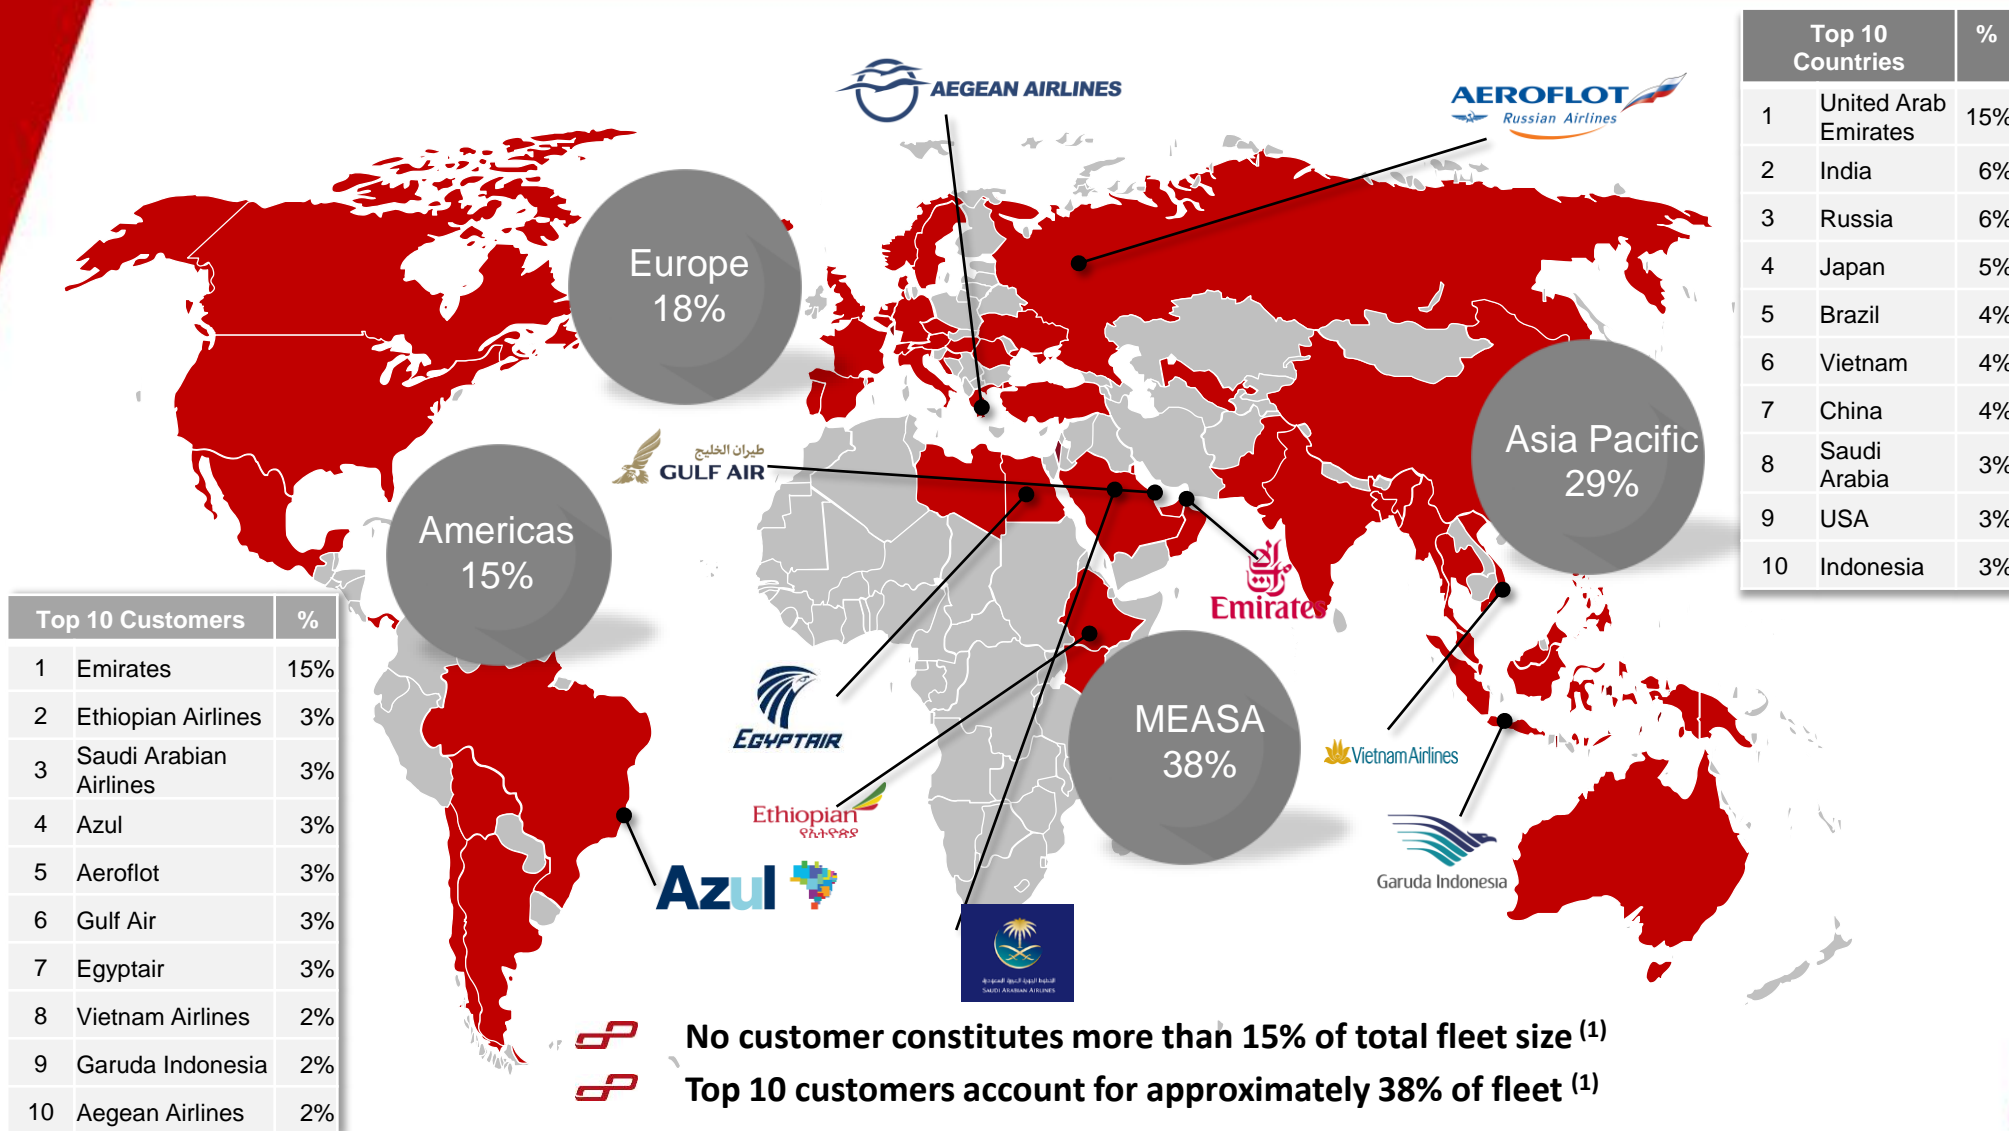 AEGEAN AIRLINES
AEROFLOT
Russian Airlines
Top 10 Countries %
1 United Arab Emirates 15%
2 India 6%
3 Russia 6%
4 Japan 5%
5 Brazil 4%
6 Vietnam 4%
7 China 4%
8 Saudi Arabia 3%
9 USA 3%
10 Indonesia 3%
Europe
18%
طيران الخليج
GULF AIR
Asia Pacific
29%
Americas
15%
Emirates
MEASA
38%
EGYPTAIR
Vietnam Airlines
Ethiopian
የኢትዮጵያ
Garuda Indonesia
Azul
SAUDI ARABIAN AIRLINES
Top 10 Customers %
1 Emirates 15%
2 Ethiopian Airlines 3%
3 Saudi Arabian Airlines 3%
4 Azul 3%
5 Aeroflot 3%
6 Gulf Air 3%
7 Egyptair 3%
8 Vietnam Airlines 2%
9 Garuda Indonesia 2%
10 Aegean Airlines 2%
No customer constitutes more than 15% of total fleet size (1)
Top 10 customers account for approximately 38% of fleet (1)